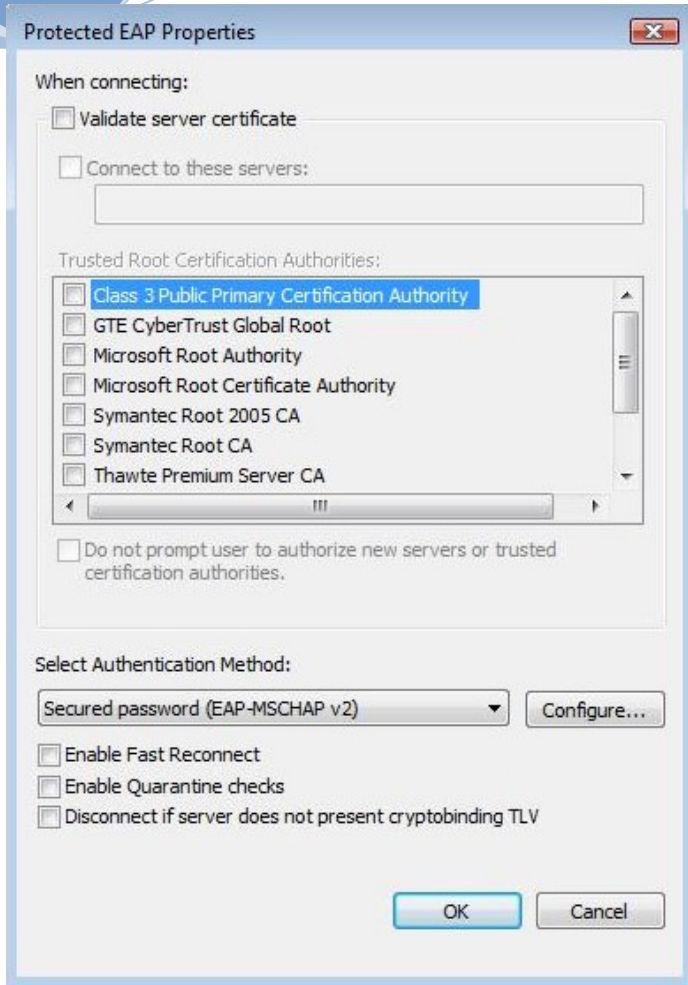 Protected EAP Properties
When connecting:
Validate server certificate
Connect to these servers:
Trusted Root Certification Authorities:
Class 3 Public Primary Certification Authority
GTE CyberTrust Global Root
Microsoft Root Authority
Microsoft Root Certificate Authority
Symantec Root 2005 CA
Symantec Root CA
Thawte Premium Server CA
Do not prompt user to authorize new servers or trusted
certification authorities.
Select Authentication Method:
Secured password (EAP-MSCHAP v2)
Configure...
Enable Fast Reconnect
Enable Quarantine checks
Disconnect if server does not present cryptobinding TLV
OK
Cancel